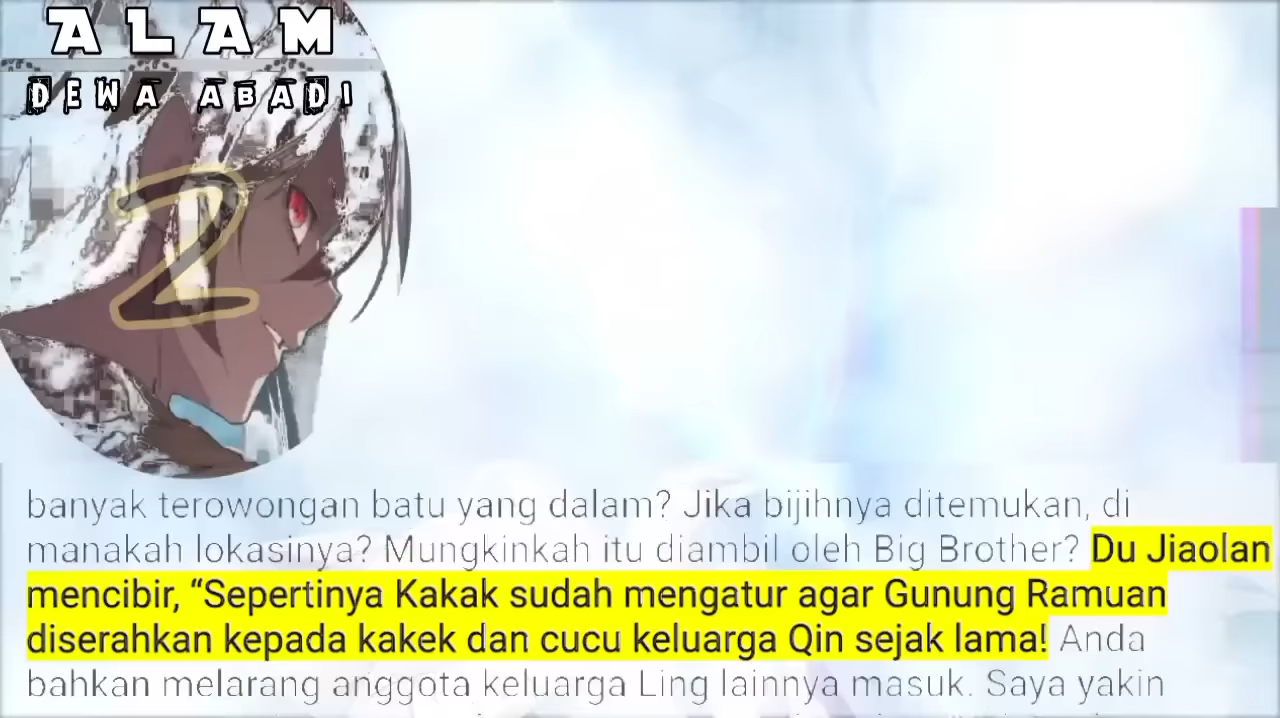 ALAM
DEWA ABADI
2
banyak terowongan batu yang dalam? Jika bijihnya ditemukan, di
manakah lokasinya? Mungkinkah itu diambil oleh Big Brother? Du Jiaolan
mencibir, “Sepertinya Kakak sudah mengatur agar Gunung Ramuan
diserahkan kepada kakek dan cucu keluarga Qin sejak lama! Anda
bahkan melarang anggota keluarga Ling lainnya masuk. Saya yakin